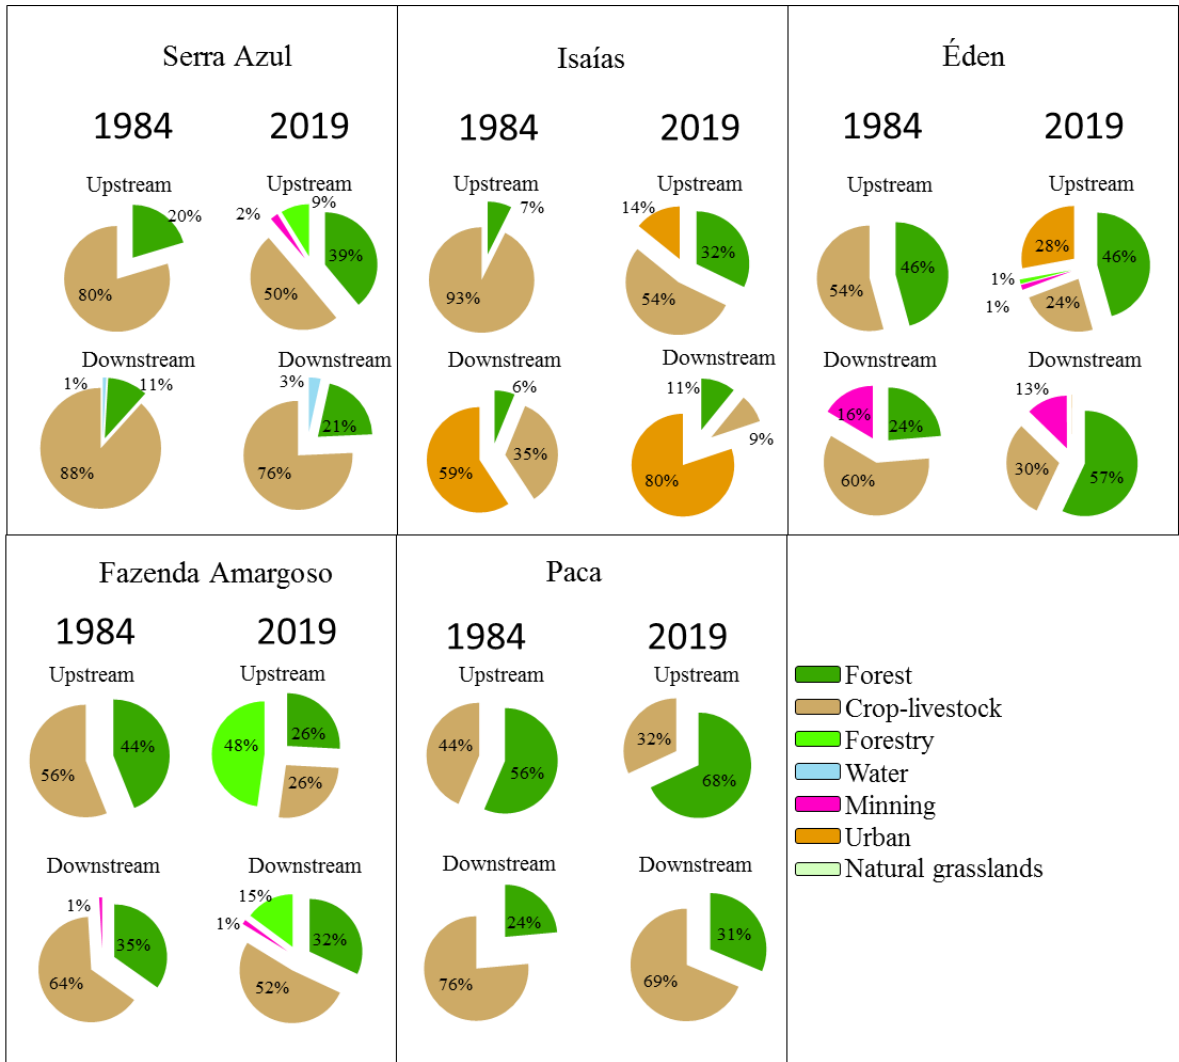 Serra Azul
1984 2019
Upstream Upstream
20%
80%
2% 9%
39%
50%
Downstream Downstream
1% 11%
88%
3%
21%
76%
Isaías
1984 2019
Upstream Upstream
7%
93%
14%
32%
54%
Downstream Downstream
6%
35%
59%
11%
9%
80%
Éden
1984 2019
Upstream Upstream
46%
54%
28%
46%
1%
1%
24%
Downstream Downstream
16%
24%
60%
13%
30%
57%
Fazenda Amargoso
1984 2019
Upstream Upstream
44%
56%
48%
26%
26%
Downstream Downstream
1%
35%
64%
15%
1%
32%
52%
Paca
1984 2019
Upstream Upstream
44%
56%
32%
68%
Downstream Downstream
24%
76%
31%
69%
Forest
Crop-livestock
Forestry
Water
Minning
Urban
Natural grasslands